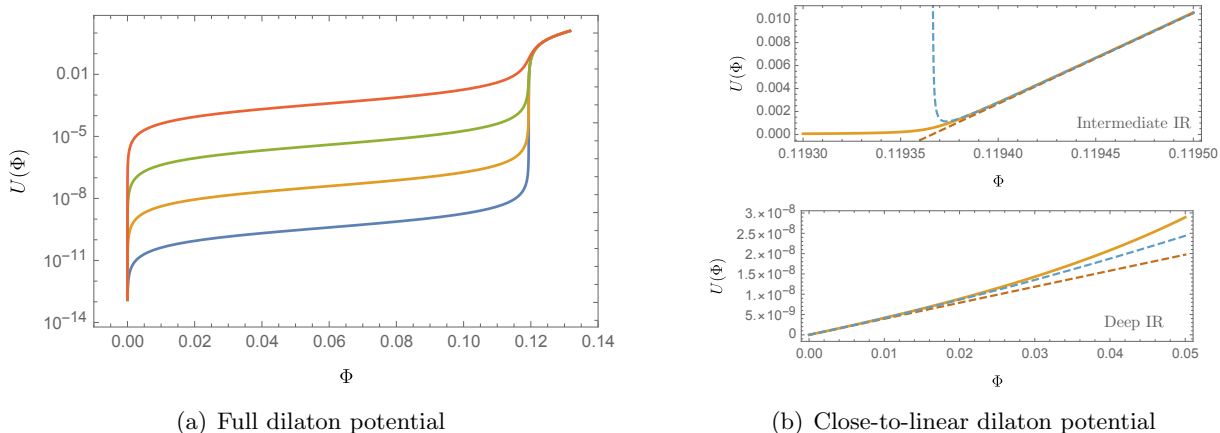 0.01
10^-5
10^-8
10^-11
10^-14
U(Φ)
0.00 0.02 0.04 0.06 0.08 0.10 0.12 0.14
Φ
(a) Full dilaton potential
0.010
0.008
0.006
0.004
0.002
0.000
U(Φ)
Intermediate IR
0.11930 0.11935 0.11940 0.11945 0.11950
Φ
3.×10^-8
2.5×10^-8
2.×10^-8
1.5×10^-8
1.×10^-8
5.×10^-9
0
U(Φ)
Deep IR
0.00 0.01 0.02 0.03 0.04 0.05
Φ
(b) Close-to-linear dilaton potential